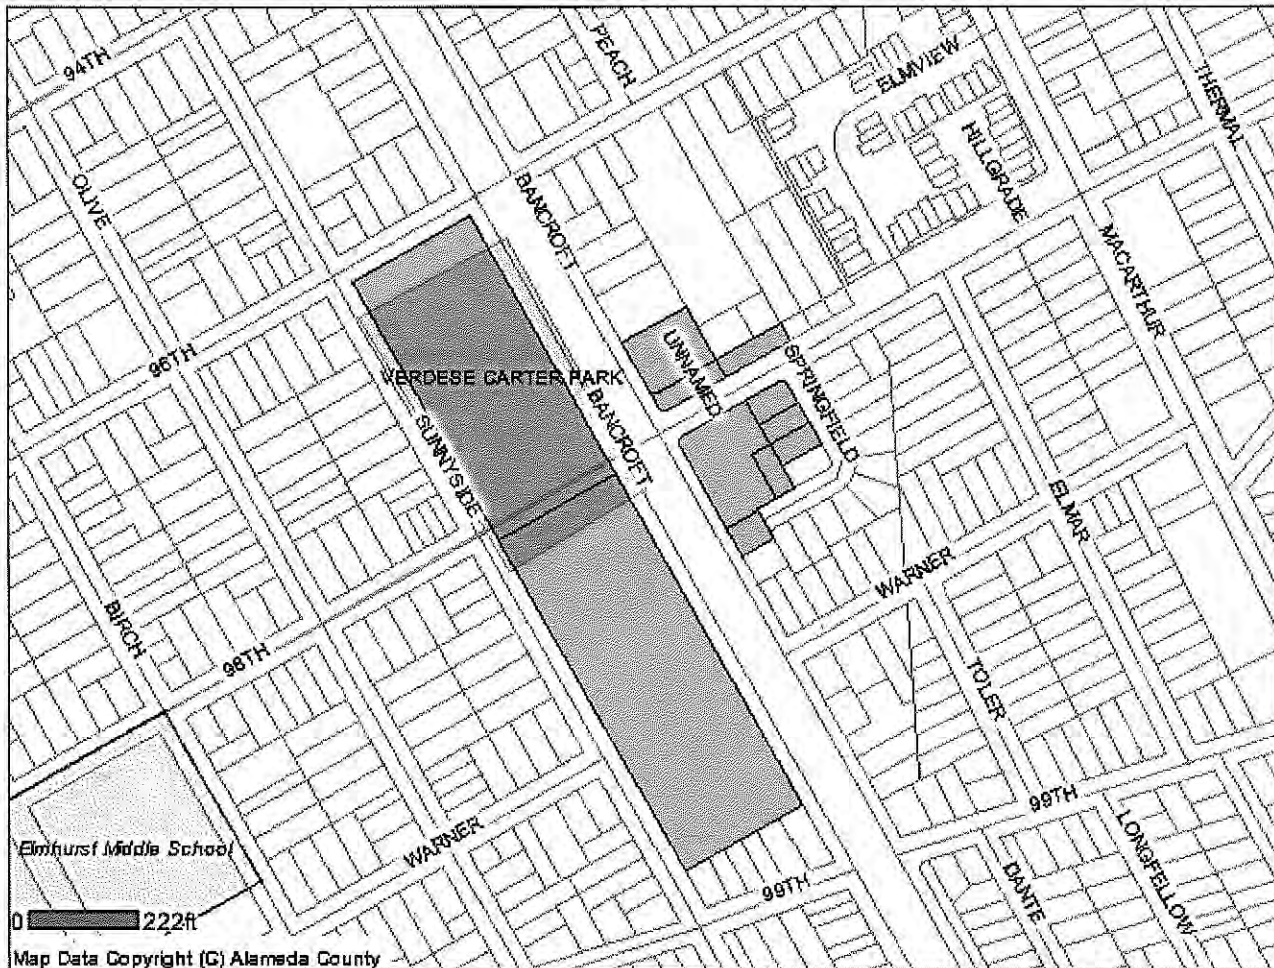 94TH
PEACH
ELMVIEW
THERMAL
OLIVE
BANCROFT
HILLGRADE
MACARTHUR
96TH
VERDESE CARTER PARK
UNNAMED
SPRINGFIELD
BANCROFT
SUNNYSIDE
ELMAR
WARNER
BIRCH
98TH
TOLER
99TH
Elmhurst Middle School
WARNER
99TH
DANTE
LONGFELLOW
0 222ft
Map Data Copyright (C) Alameda County